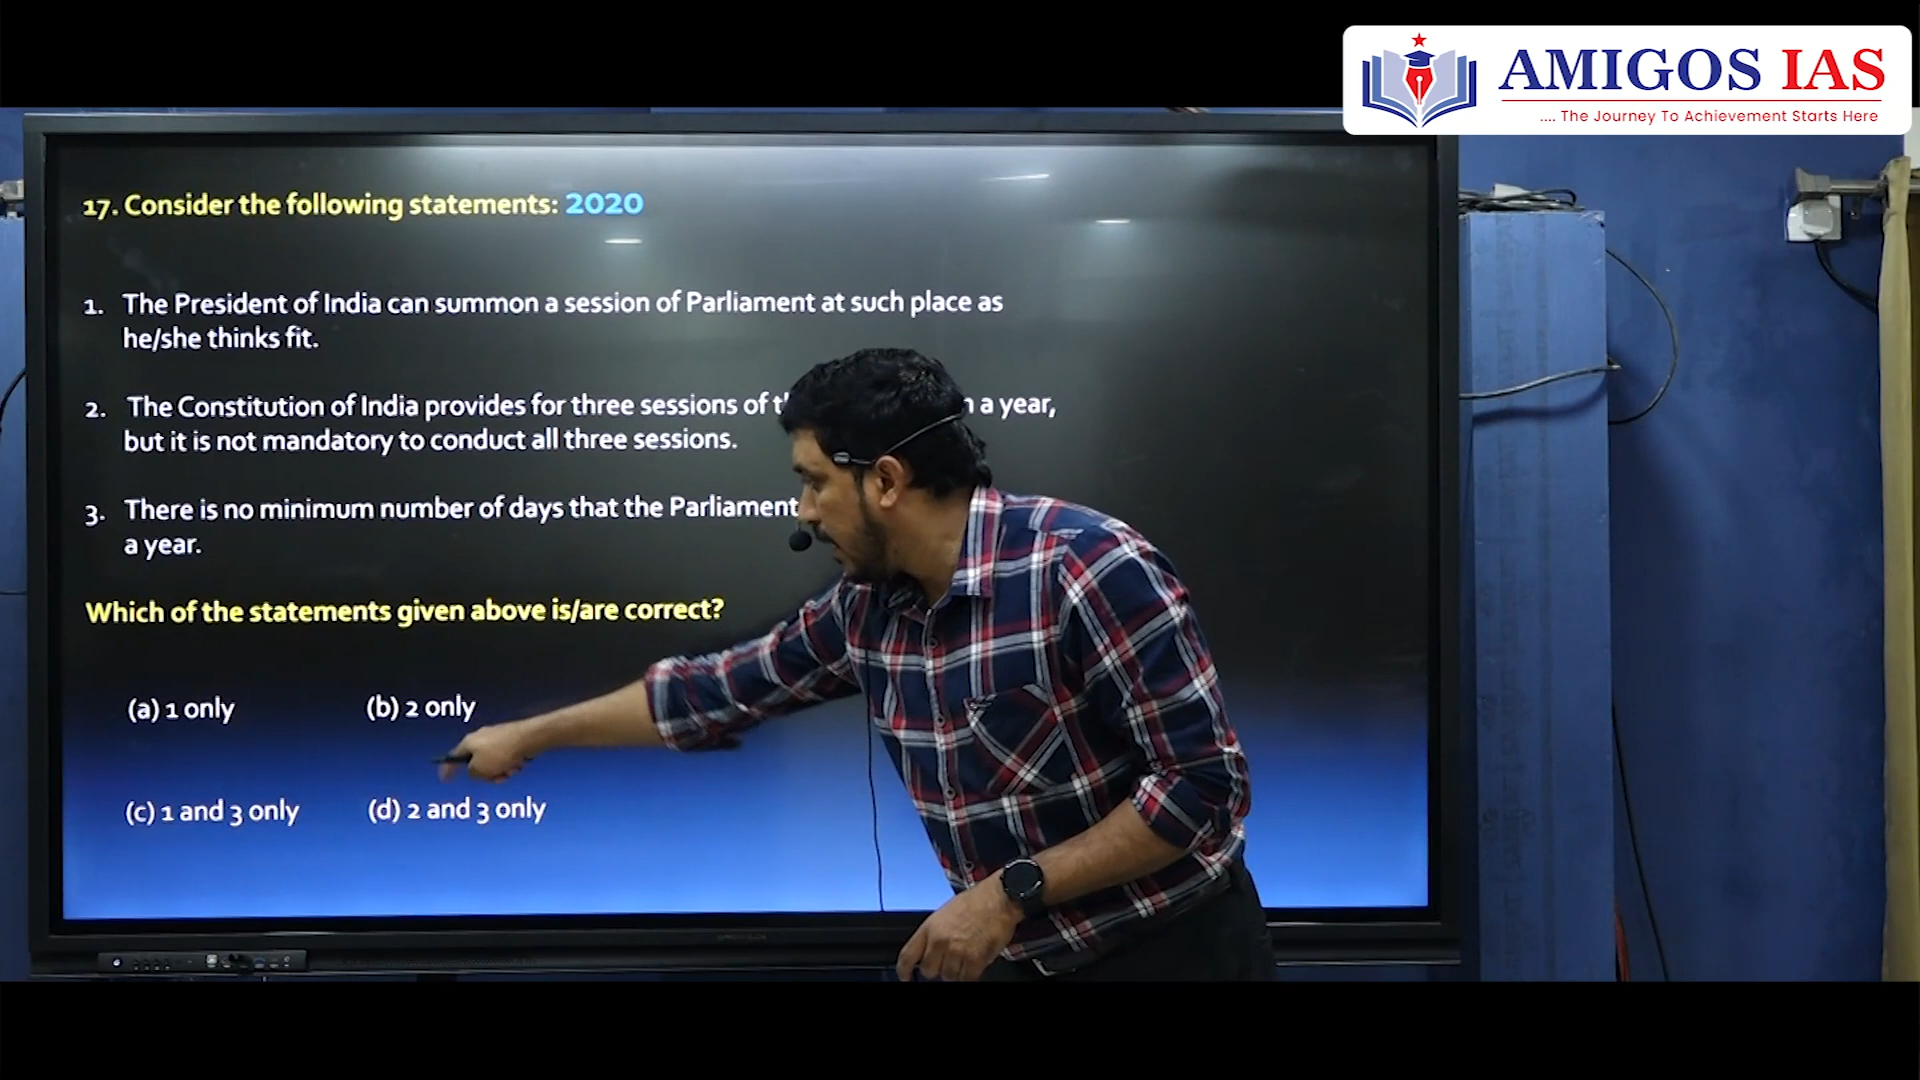 AMIGOS IAS
.... The Journey To Achievement Starts Here
17. Consider the following statements: 2020
1. The President of India can summon a session of Parliament at such place as
he/she thinks fit.
2. The Constitution of India provides for three sessions of a year,
but it is not mandatory to conduct all three sessions.
3. There is no minimum number of days that the Parliament
a year.
Which of the statements given above is/are correct?
(a) 1 only (b) 2 only
(c) 1 and 3 only (d) 2 and 3 only